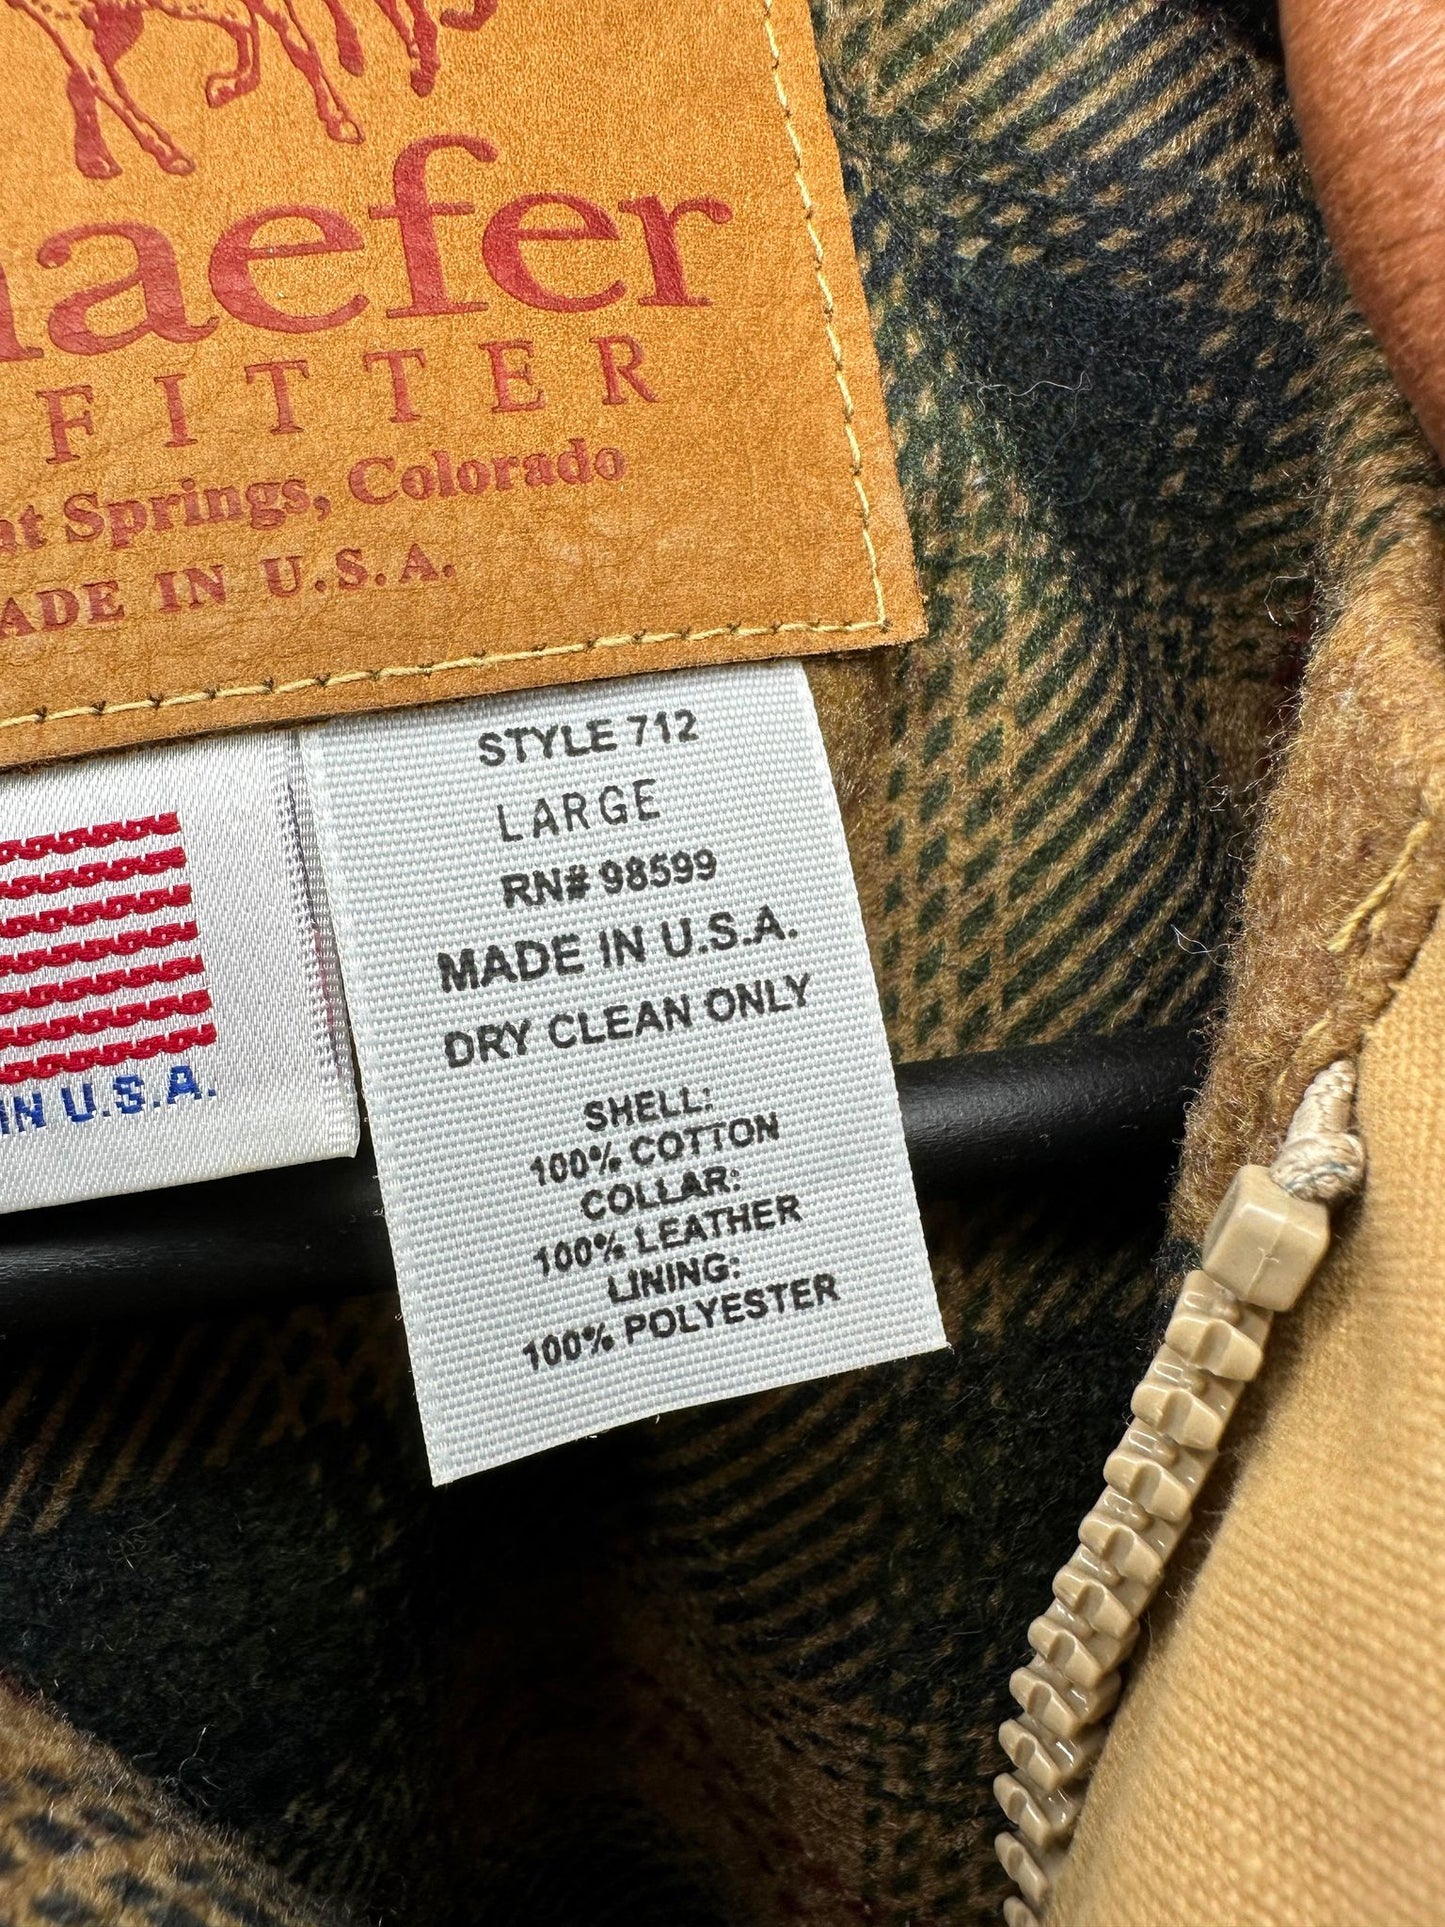 haefer
FITTER
at Springs, Colorado
ADE IN U.S.A.
STYLE 712
LARGE
RN# 98599
MADE IN U.S.A.
DRY CLEAN ONLY
SHELL:
100% COTTON
COLLAR:
100% LEATHER
LINING:
100% POLYESTER
IN U.S.A.